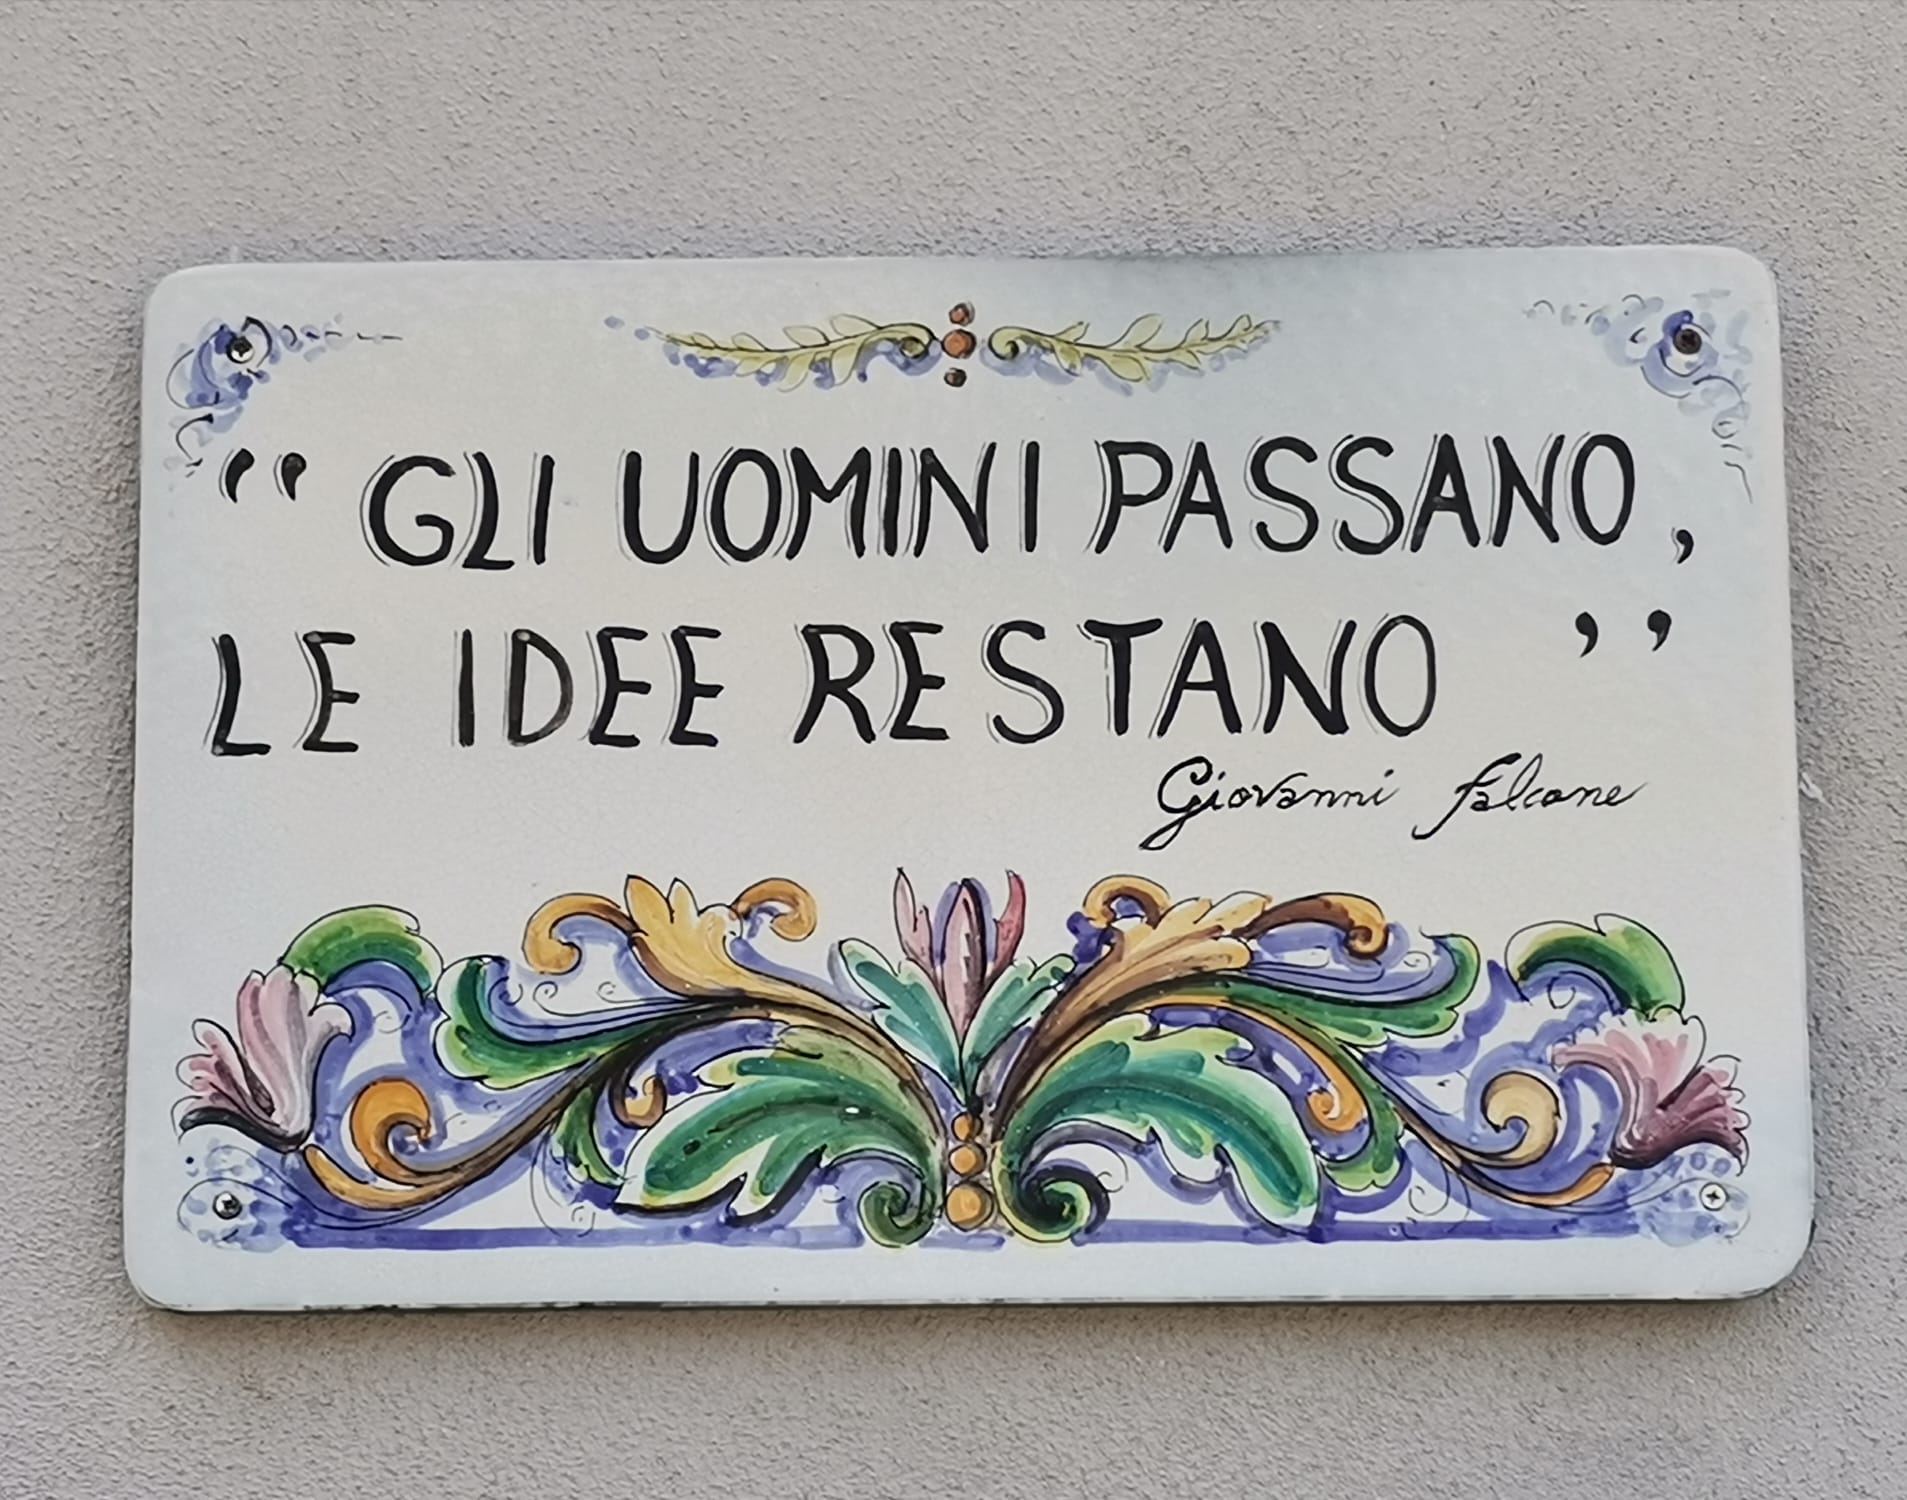 “ GLI UOMINI PASSANO,
LE IDEE RESTANO ”
Giovanni Falcone